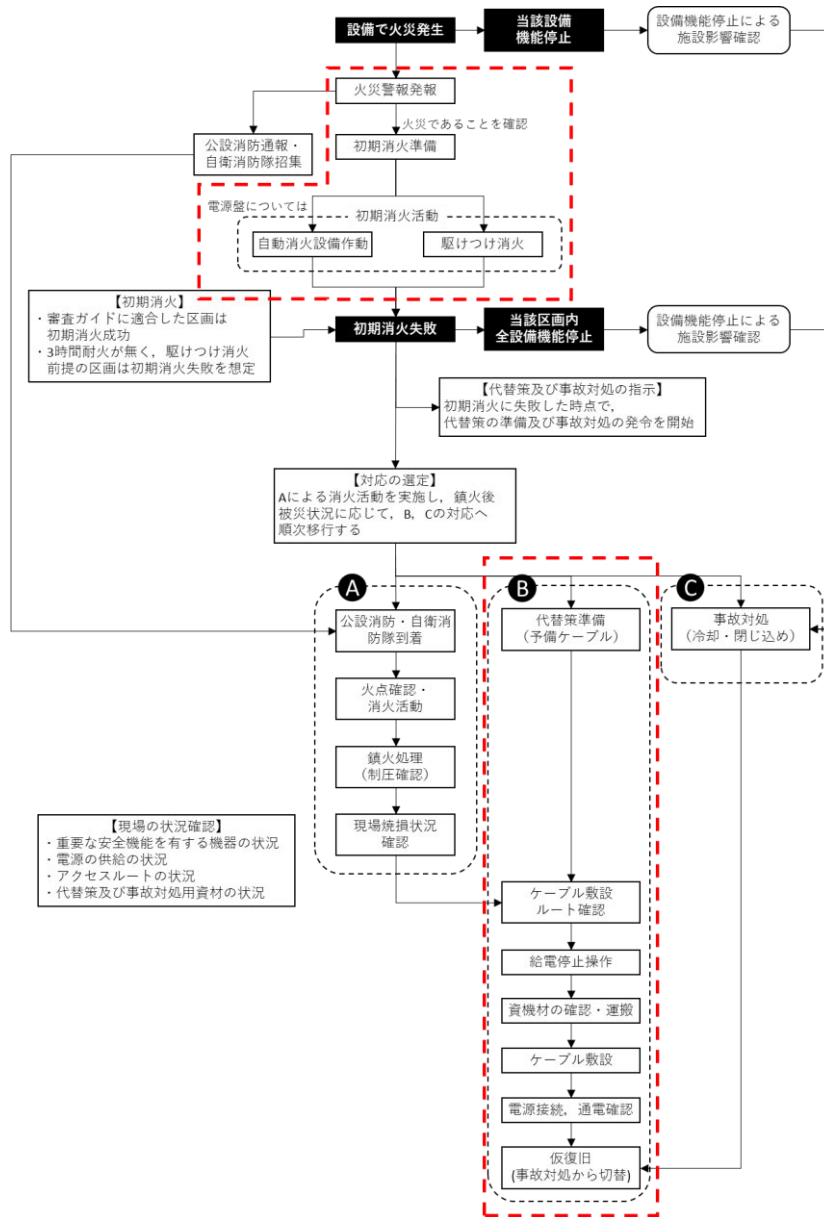 設備で火災発生
当該設備
機能停止
設備機能停止による
施設影響確認
火災警報発報
火災であることを確認
公設消防通報・
自衛消防隊招集
初期消火準備
電源盤については
初期消火活動
自動消火設備作動
駆けつけ消火
【初期消火】
・審査ガイドに適合した区画は
初期消火成功
・3時間耐火が無く，駆けつけ消火
前提の区画は初期消火失敗を想定
初期消火失敗
当該区画内
全設備機能停止
設備機能停止による
施設影響確認
【代替策及び事故対処の指示】
初期消火に失敗した時点で，
代替策の準備及び事故対処の発令を開始
【対応の選定】
Aによる消火活動を実施し，鎮火後
被災状況に応じて，B，Cの対応へ
順次移行する
A
公設消防・自衛消
防隊到着
火点確認・
消火活動
鎮火処理
（制圧確認）
現場焼損状況
確認
【現場の状況確認】
・重要な安全機能を有する機器の状況
・電源の供給の状況
・アクセスルートの状況
・代替策及び事故対処用資材の状況
B
代替策準備
（予備ケーブル）
ケーブル敷設
ルート確認
給電停止操作
資機材の確認・運搬
ケーブル敷設
電源接続，通電確認
仮復旧
(事故対処から切替)
C
事故対処
（冷却・閉じ込め）